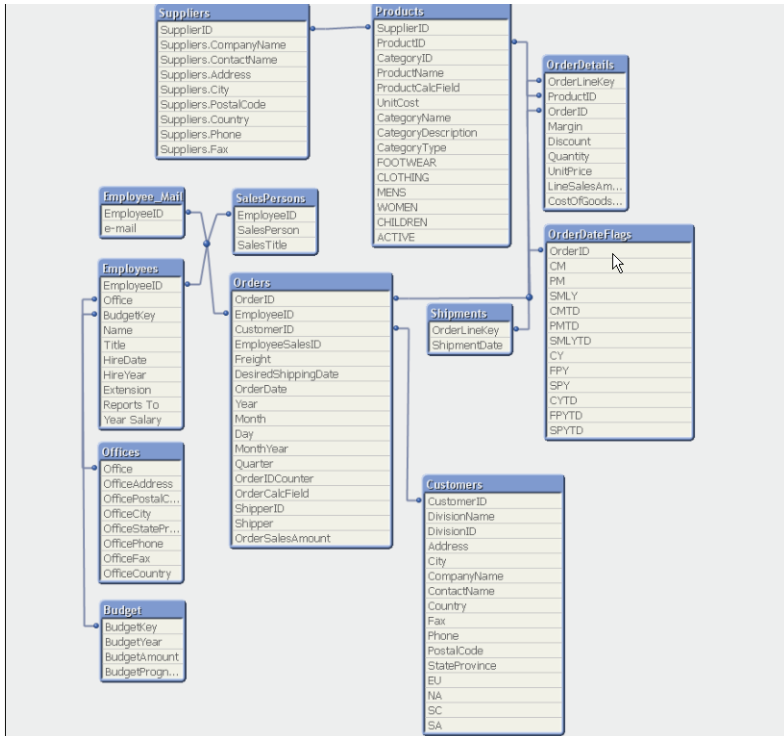 Suppliers
SupplierID
Suppliers.CompanyName
Suppliers.ContactName
Suppliers.Address
Suppliers.City
Suppliers.PostalCode
Suppliers.Country
Suppliers.Phone
Suppliers.Fax
Products
SupplierID
ProductID
CategoryID
ProductName
ProductCalcField
UnitCost
CategoryName
CategoryDescription
CategoryType
FOOTWEAR
CLOTHING
MENS
WOMEN
CHILDREN
ACTIVE
OrderDetails
OrderLineKey
ProductID
OrderID
Margin
Discount
Quantity
UnitPrice
LineSalesAm...
CostOfGoods...
Employee_Mail
EmployeeID
e-mail
SalesPersons
EmployeeID
SalesPerson
SalesTitle
OrderDateFlags
OrderID
CM
PM
SMLY
CMTD
PMTD
SMLYTD
CY
FPY
SPY
CYTD
FPYTD
SPYTD
Employees
EmployeeID
Office
BudgetKey
Name
Title
HireDate
HireYear
Extension
Reports To
Year Salary
Orders
OrderID
EmployeeID
CustomerID
EmployeeSalesID
Freight
DesiredShippingDate
OrderDate
Year
Month
Day
MonthYear
Quarter
OrderIDCounter
OrderCalcField
ShipperID
Shipper
OrderSalesAmount
Shipments
OrderLineKey
ShipmentDate
Offices
Office
OfficeAddress
OfficePostalC...
OfficeCity
OfficeStatePr...
OfficePhone
OfficeFax
OfficeCountry
Customers
CustomerID
DivisionName
DivisionID
Address
City
CompanyName
ContactName
Country
Fax
Phone
PostalCode
StateProvince
EU
NA
SC
SA
Budget
BudgetKey
BudgetYear
BudgetAmount
BudgetProgn...